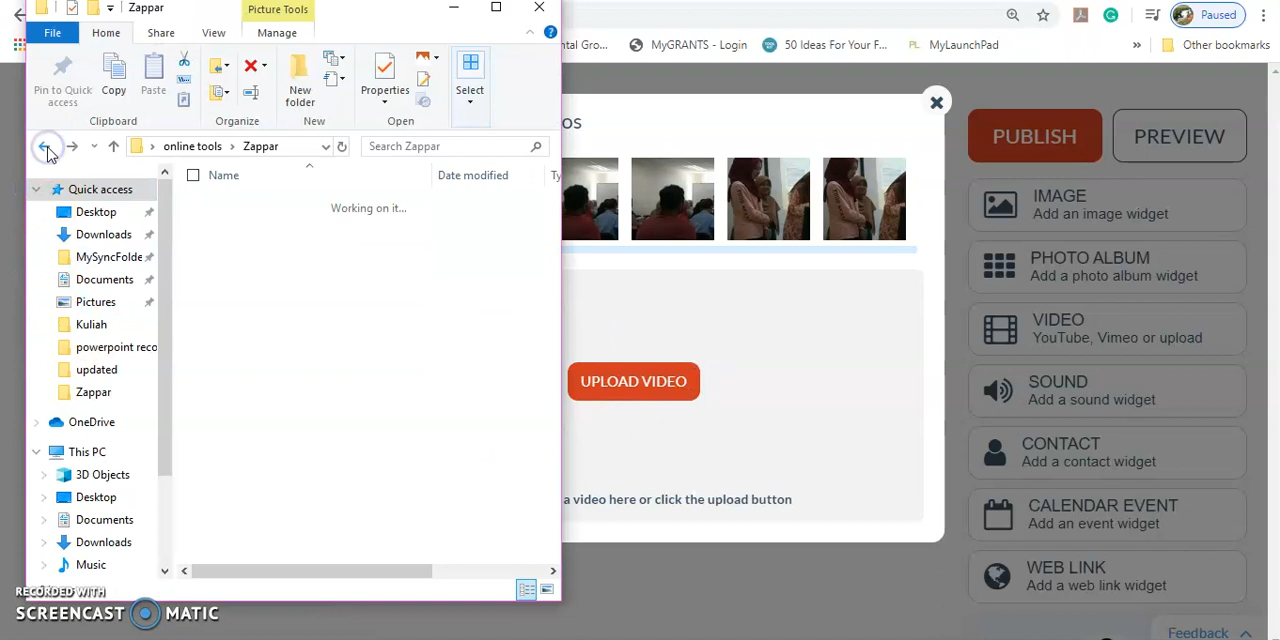 Zappar
Picture Tools
Paused
File
Home
Share
View
Manage
ntal Gro...
MyGRANTS - Login
50 Ideas For Your F...
PL
MyLaunchPad
»
Other bookmarks
Pin to Quick
access
Copy
Paste
New
folder
Properties
Select
Clipboard
Organize
New
Open
online tools
Zappar
Search Zappar
Name
Date modified
Ty
Working on it...
Quick access
Desktop
Downloads
MySyncFolde
Documents
Pictures
Kuliah
powerpoint reco
updated
Zappar
OneDrive
This PC
3D Objects
Desktop
Documents
Downloads
Music
os
UPLOAD VIDEO
a video here or click the upload button
PUBLISH
PREVIEW
IMAGE
Add an image widget
PHOTO ALBUM
Add a photo album widget
VIDEO
YouTube, Vimeo or upload
SOUND
Add a sound widget
CONTACT
Add a contact widget
CALENDAR EVENT
Add an event widget
WEB LINK
Add a web link widget
Feedback
RECORDED WITH
SCREENCAST MATIC